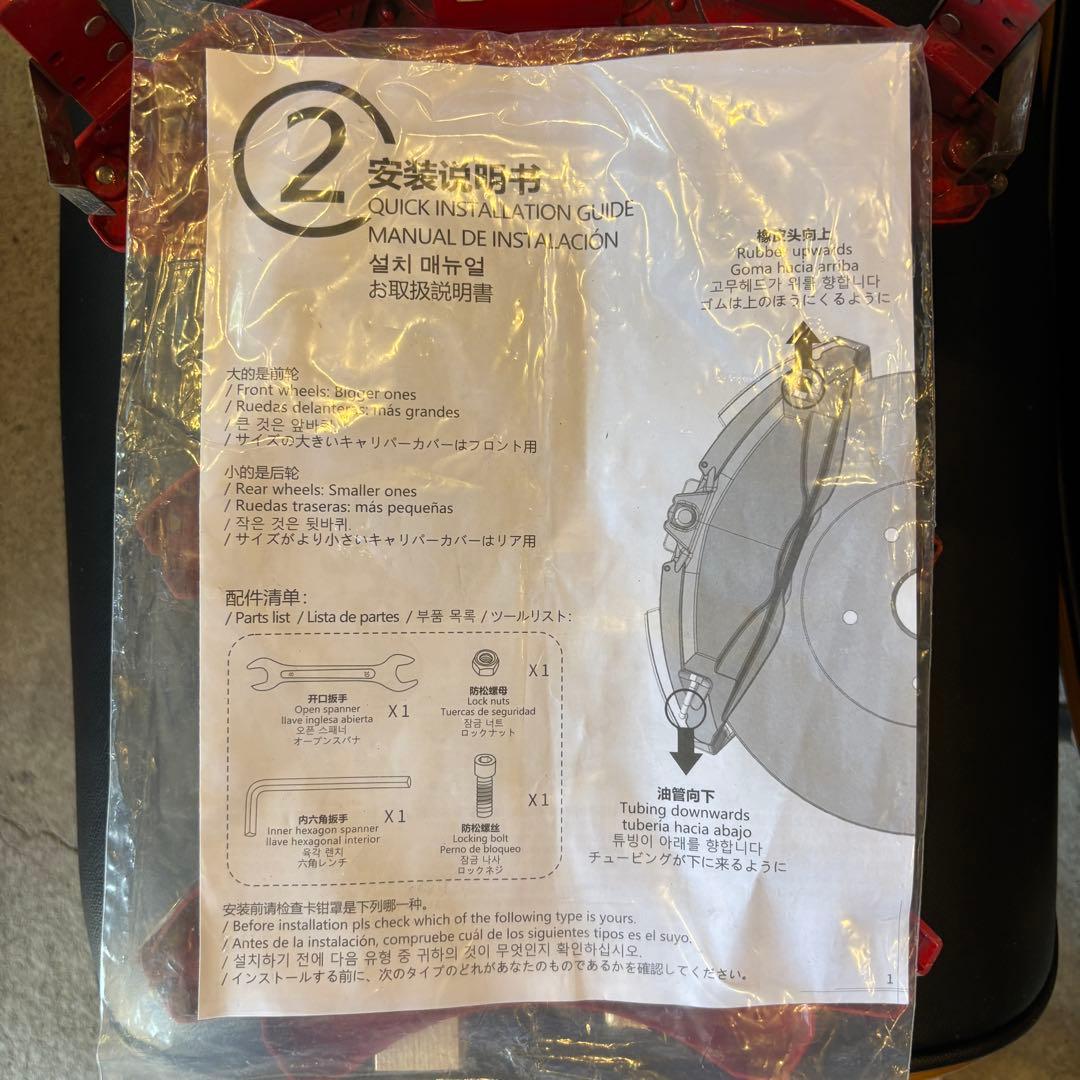 2
安装说明书
QUICK INSTALLATION GUIDE
MANUAL DE INSTALACIÓN
설치 매뉴얼
お取扱説明書
橡皮头向上
Rubber upwards
Goma hacia arriba
고무헤드가 위를 향합니다
ゴムは上のほうにくるように
大的是前轮
/ Front wheels: Bigger ones
/ Ruedas delanteras: más grandes
/ 큰 것은 앞바퀴.
/ サイズの大きいキャリパーカバーはフロント用
小的是后轮
/ Rear wheels: Smaller ones
/ Ruedas traseras: más pequeñas
/ 작은 것은 뒷바퀴.
/ サイズがより小さいキャリパーカバーはリア用
配件清单:
/ Parts list / Lista de partes / 부품 목록 / ツールリスト:
开口扳手
Open spanner
llave inglesa abierta
오픈 스패너
オープンスパナ
X 1
防松螺母
Lock nuts
Tuercas de seguridad
잠금 너트
ロックナット
X 1
内六角扳手
Inner hexagon spanner
llave hexagonal interior
육각 렌치
六角レンチ
X 1
防松螺丝
Locking bolt
Perno de bloqueo
잠금 나사
ロックネジ
X 1
油管向下
Tubing downwards
tubería hacia abajo
튜빙이 아래를 향합니다
チュービングが下に来るように
安装前请检查卡钳罩是下列哪一种。
/ Before installation pls check which of the following type is yours.
/ Antes de la instalación, compruebe cuál de los siguientes tipos es el suyo.
/ 설치하기 전에 다음 유형 중 귀하의 것이 무엇인지 확인하십시오.
/ インストールする前に、次のタイプのどれがあなたのものであるかを確認してください。
1